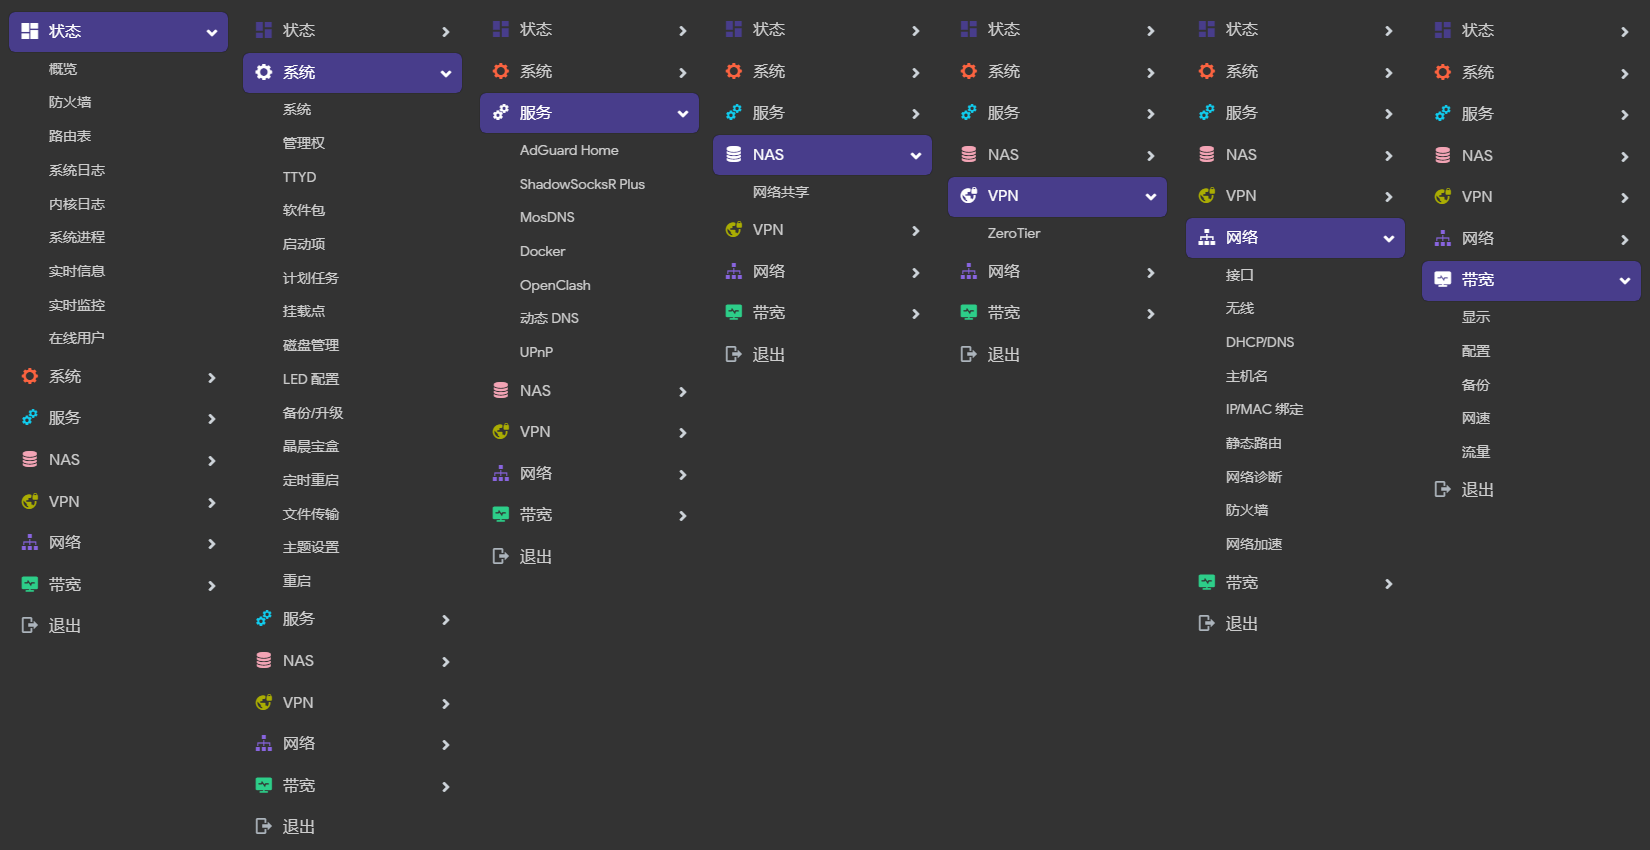 状态
概览
防火墙
路由表
系统日志
内核日志
系统进程
实时信息
实时监控
在线用户
系统
服务
NAS
VPN
网络
带宽
退出
状态
系统
系统
管理权
TTYD
软件包
启动项
计划任务
挂载点
磁盘管理
LED 配置
备份/升级
晶晨宝盒
定时重启
文件传输
主题设置
重启
服务
NAS
VPN
网络
带宽
退出
状态
系统
服务
AdGuard Home
ShadowSocksR Plus
MosDNS
Docker
OpenClash
动态 DNS
UPnP
NAS
VPN
网络
带宽
退出
状态
系统
服务
NAS
网络共享
VPN
网络
带宽
退出
状态
系统
服务
NAS
VPN
ZeroTier
网络
带宽
退出
状态
系统
服务
NAS
VPN
网络
接口
无线
DHCP/DNS
主机名
IP/MAC 绑定
静态路由
网络诊断
防火墙
网络加速
带宽
退出
状态
系统
服务
NAS
VPN
网络
带宽
显示
配置
备份
网速
流量
退出